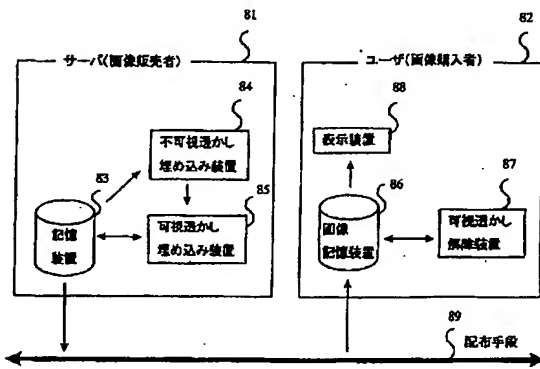 81
サーバ(画像販売者)
84
不可視透かし
埋め込み装置
83
85
記憶
装置
可視透かし
埋め込み装置
82
ユーザ(画像購入者)
88
表示装置
86
87
画像
記憶装置
可視透かし
解除装置
89
配布手段